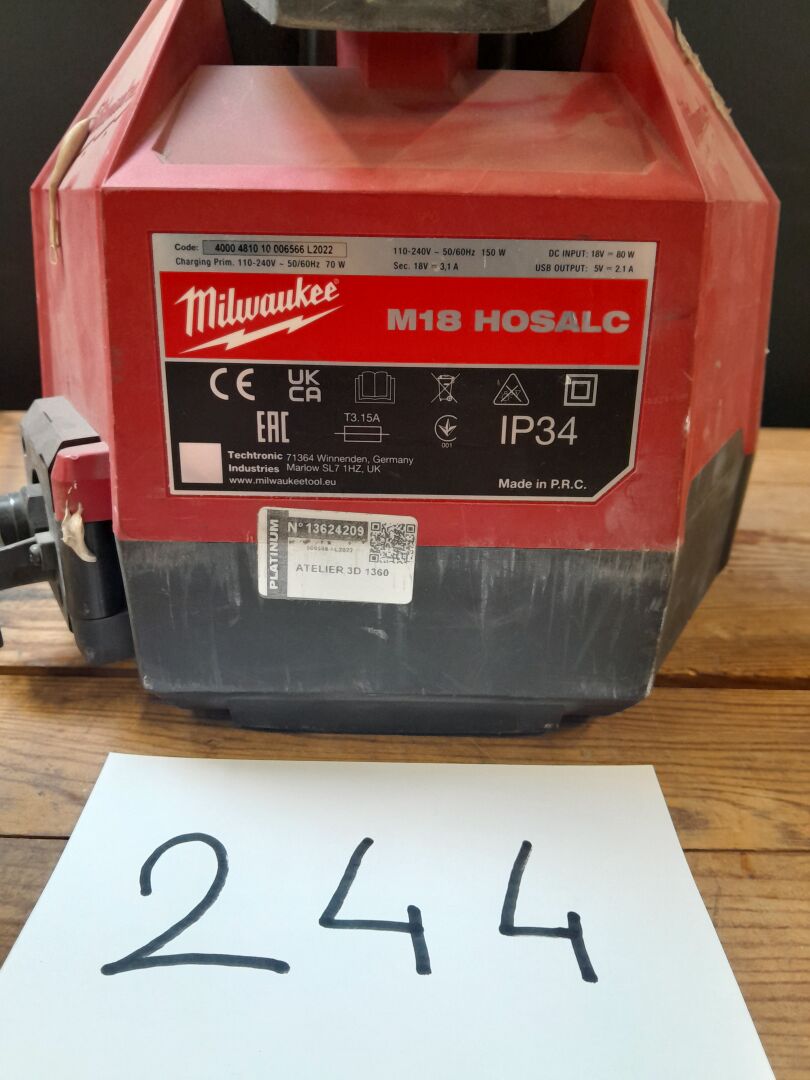 Code: 4000 4810 10 006566 L2022
Charging Prim. 110-240V ~ 50/60Hz 70 W
110-240V ~ 50/60Hz 150 W
Sec. 18V ⎓ 3,1 A
DC INPUT: 18V ⎓ 80 W
USB OUTPUT: 5V ⎓ 2.1 A
Milwaukee®
M18 HOSALC
CE
UK
CA
EAC
T3.15A
001
IP34
Techtronic 71364 Winnenden, Germany
Industries Marlow SL7 1HZ, UK
www.milwaukeetool.eu
Made in P.R.C.
PLATINUM
N° 13624209
006566 / L2022
ATELIER 3D 1360
244